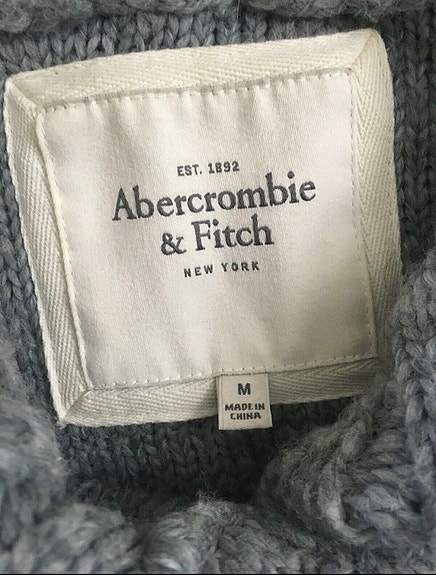 EST. 1892
Abercrombie
& Fitch
NEW YORK
M
MADE IN
CHINA